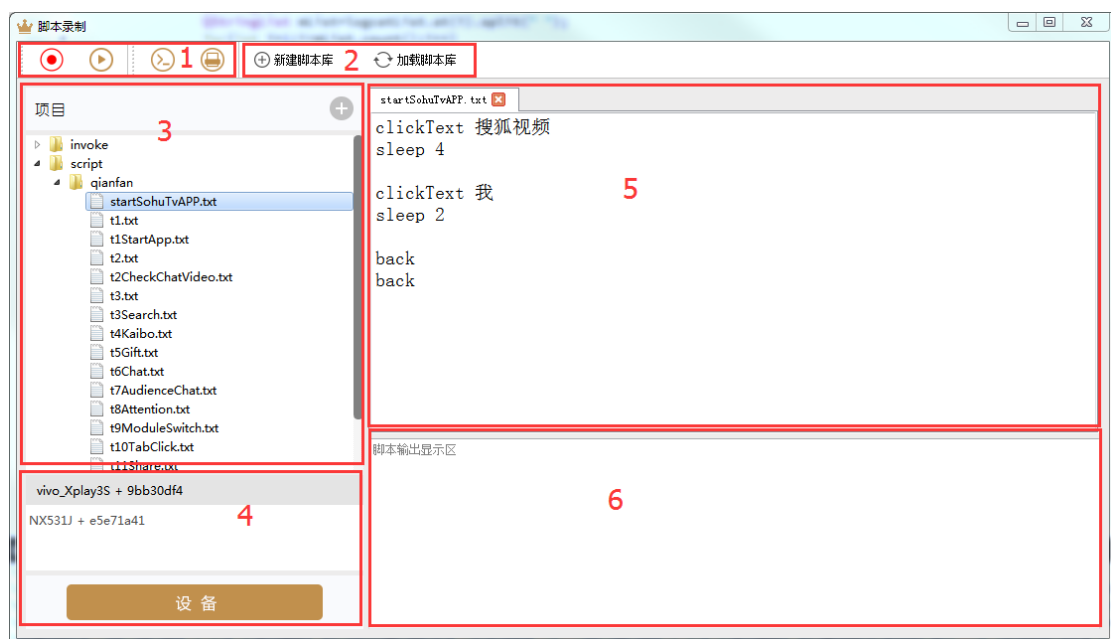 脚本录制
1
新建脚本库
2
加载脚本库
项目
3
invoke
script
qianfan
startSohuTvAPP.txt
t1.txt
t1StartApp.txt
t2.txt
t2CheckChatVideo.txt
t3.txt
t3Search.txt
t4Kaibo.txt
t5Gift.txt
t6Chat.txt
t7AudienceChat.txt
t8Attention.txt
t9ModuleSwitch.txt
t10TabClick.txt
t11Share.txt
vivo_Xplay3S + 9bb30df4
NX531J + e5e71a41
4
设 备
startSohuTvAPP.txt
clickText 搜狐视频
sleep 4
clickText 我
sleep 2
back
back
5
脚本输出显示区
6